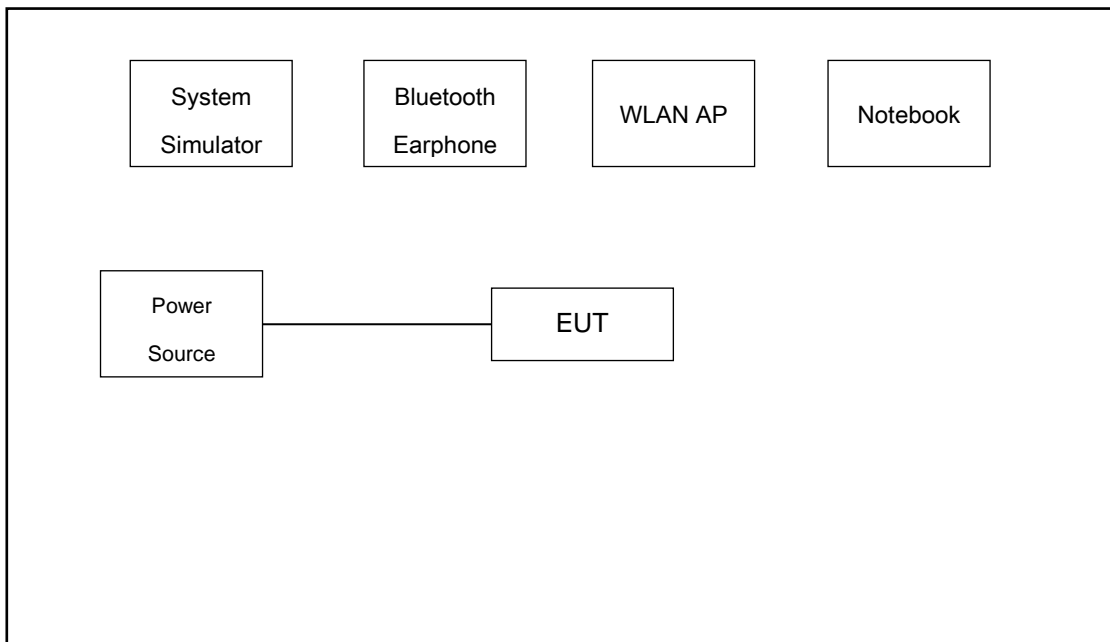 System
Simulator
Bluetooth
Earphone
WLAN AP
Notebook
Power
Source
EUT